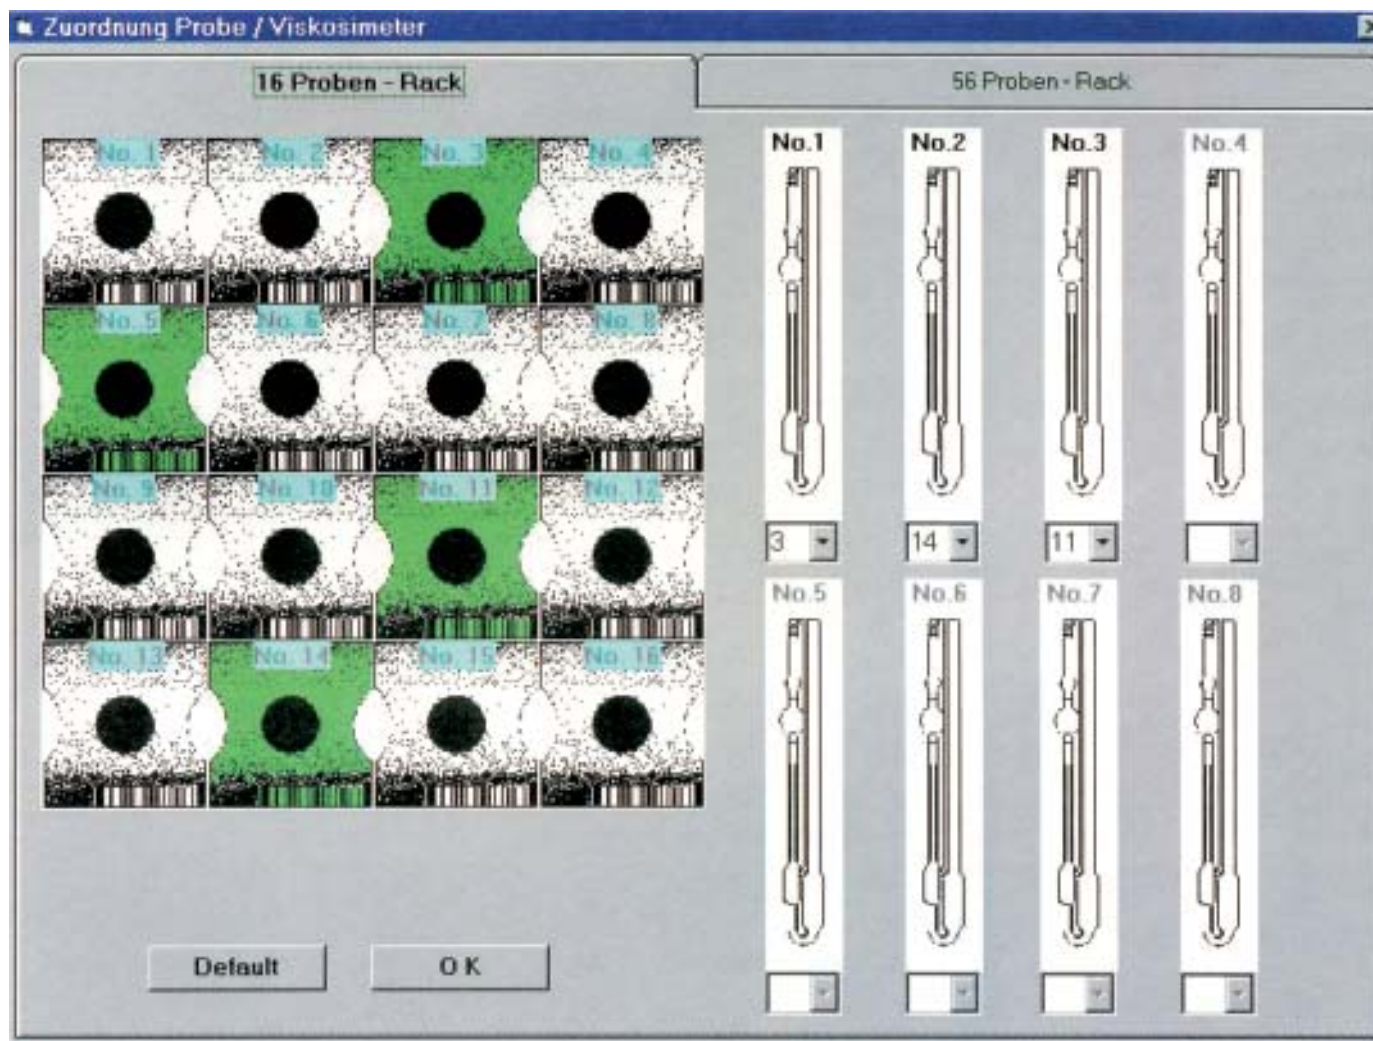 Zuordnung Probe / Viskosimeter
16 Proben - Rack
56 Proben - Rack
No. 1 No. 2 No. 3 No. 4
No. 5 No. 6 No. 7 No. 8
No. 9 No. 10 No. 11 No. 12
No. 13 No. 14 No. 15 No. 16
No.1 No.2 No.3 No.4
3 14 11
No.5 No.6 No.7 No.8
Default OK